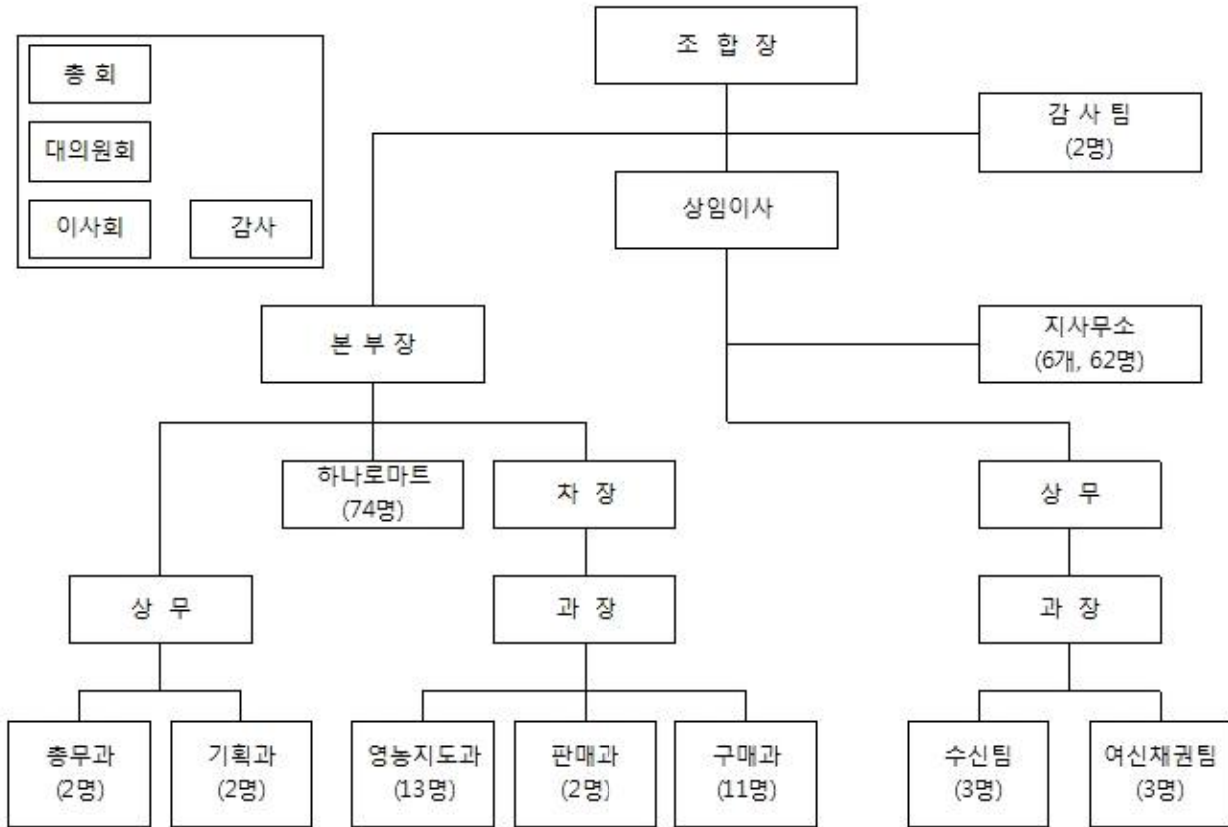 조 합 장
총 회
대의원회
이사회
감사
감 사 팀
(2명)
상임이사
본 부 장
지사무소
(6개, 62명)
하나로마트
(74명)
차 장
상 무
상 무
과 장
과 장
총무과
(2명)
기획과
(2명)
영농지도과
(13명)
판매과
(2명)
구매과
(11명)
수신팀
(3명)
여신채권팀
(3명)